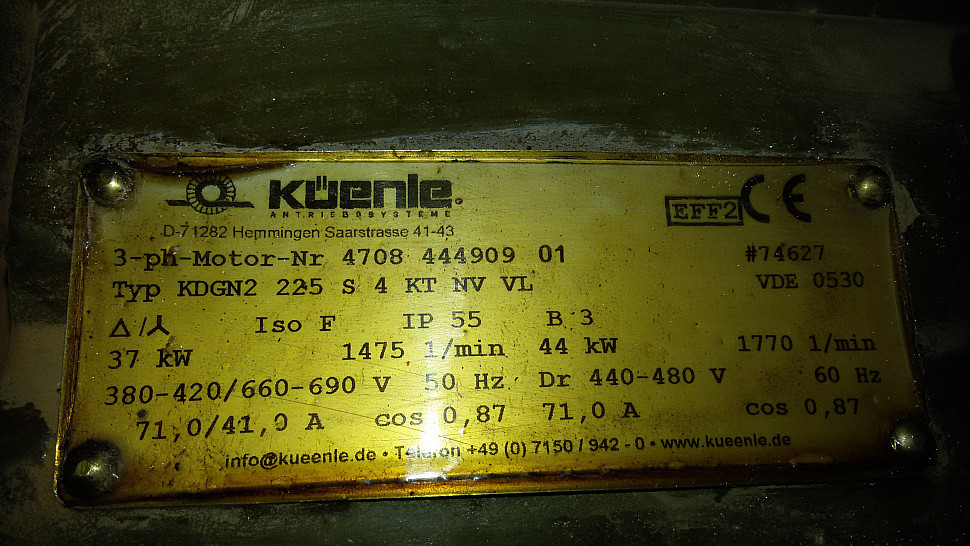 KÜENLE
ANTRIEBSSYSTEME
D-71282 Hemmingen Saarstrasse 41-43
EFF2 CE
3-ph-Motor-Nr 4708 444909 01 #74627
Typ KDGN2 225 S 4 KT NV VL VDE 0530
Δ/⅄ Iso F IP 55 B 3
37 kW 1475 1/min 44 kW 1770 1/min
380-420/660-690 V 50 Hz Dr 440-480 V 60 Hz
71,0/41,0 A cos 0,87 71,0 A cos 0,87
info@kueenle.de • Telefon +49 (0) 7150 / 942 - 0 • www.kueenle.de